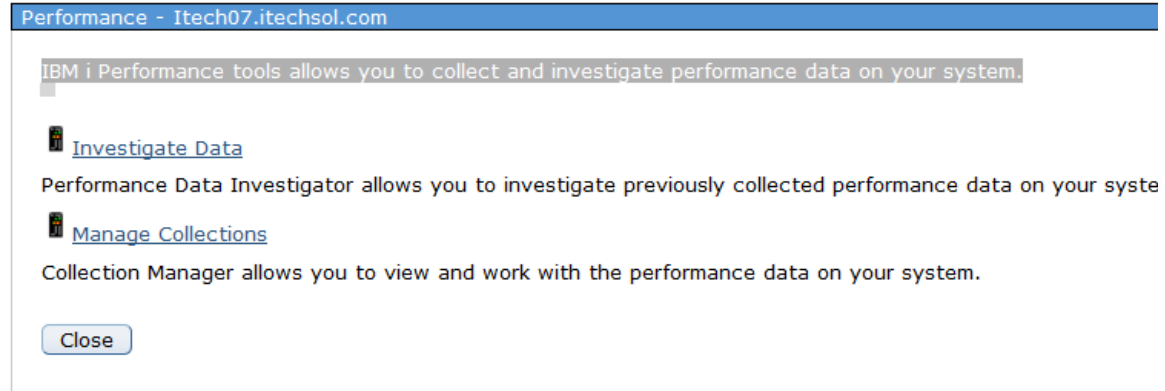 Performance - Itech07.itechsol.com
IBM i Performance tools allows you to collect and investigate performance data on your system.
Investigate Data
Performance Data Investigator allows you to investigate previously collected performance data on your syste
Manage Collections
Collection Manager allows you to view and work with the performance data on your system.
Close